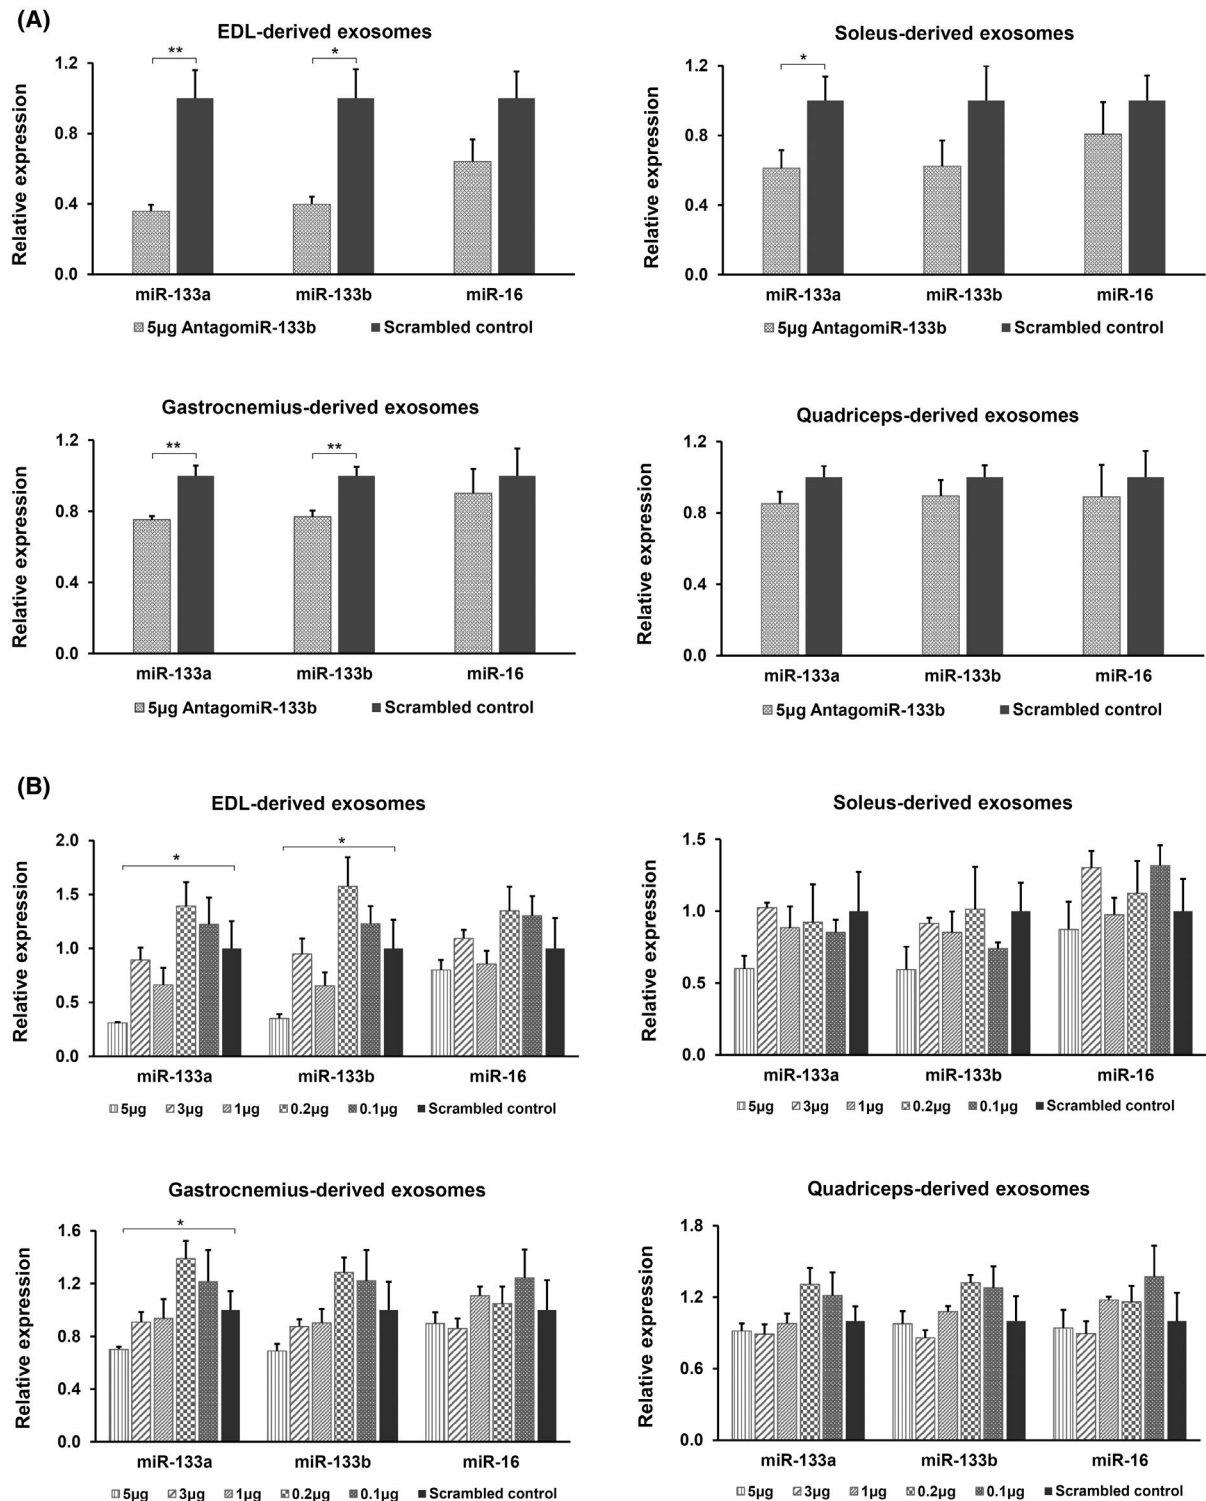 (A)
EDL-derived exosomes
** *
1.2
0.8
0.4
0.0
Relative expression
miR-133a miR-133b miR-16
5µg AntagomiR-133b Scrambled control
Soleus-derived exosomes
*
1.2
0.8
0.4
0.0
Relative expression
miR-133a miR-133b miR-16
5µg AntagomiR-133b Scrambled control
Gastrocnemius-derived exosomes
** **
1.2
0.8
0.4
0.0
Relative expression
miR-133a miR-133b miR-16
5µg AntagomiR-133b Scrambled control
Quadriceps-derived exosomes
1.2
0.8
0.4
0.0
Relative expression
miR-133a miR-133b miR-16
5µg AntagomiR-133b Scrambled control
(B)
EDL-derived exosomes
* *
2.0
1.5
1.0
0.5
0.0
Relative expression
miR-133a miR-133b miR-16
5µg 3µg 1µg 0.2µg 0.1µg Scrambled control
Soleus-derived exosomes
1.5
1.0
0.5
0.0
Relative expression
miR-133a miR-133b miR-16
5µg 3µg 1µg 0.2µg 0.1µg Scrambled control
Gastrocnemius-derived exosomes
*
1.6
1.2
0.8
0.4
0.0
Relative expression
miR-133a miR-133b miR-16
5µg 3µg 1µg 0.2µg 0.1µg Scrambled control
Quadriceps-derived exosomes
1.8
1.2
0.6
0.0
Relative expression
miR-133a miR-133b miR-16
5µg 3µg 1µg 0.2µg 0.1µg Scrambled control